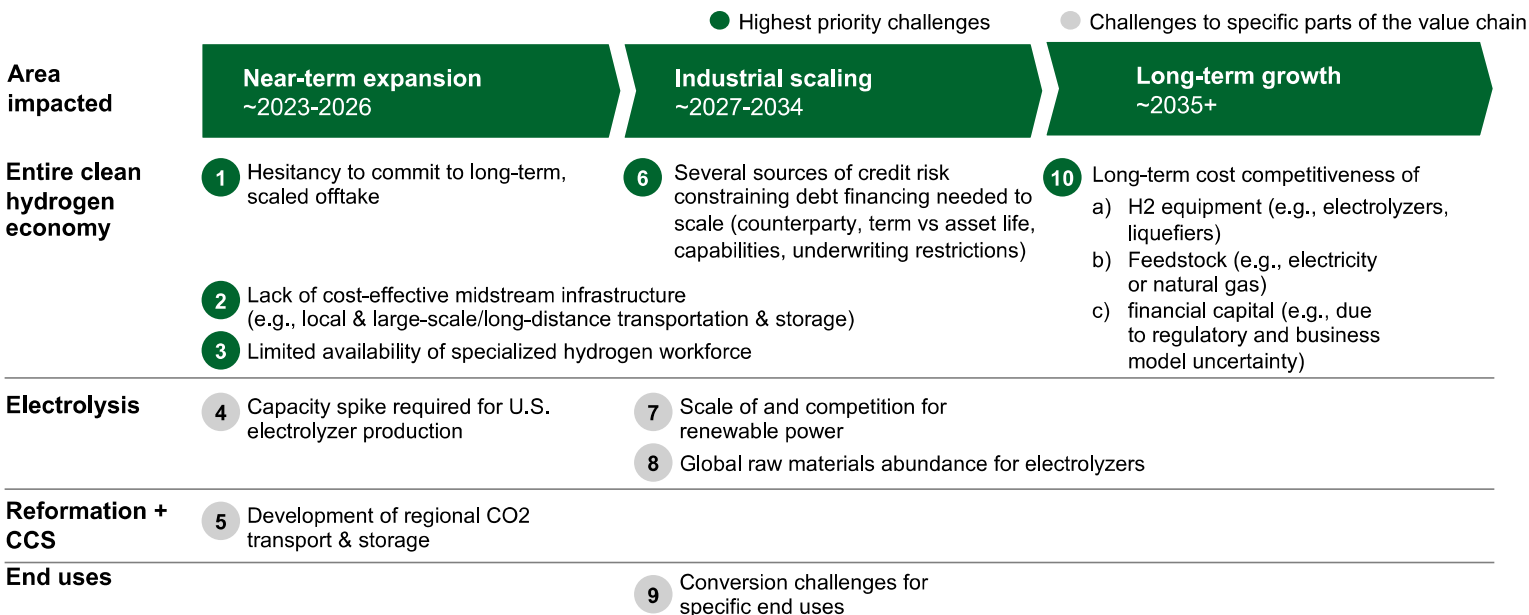 Highest priority challenges
Challenges to specific parts of the value chain
Area
impacted
Near-term expansion
~2023-2026
Industrial scaling
~2027-2034
Long-term growth
~2035+
Entire clean
hydrogen
economy
1 Hesitancy to commit to long-term,
scaled offtake
6 Several sources of credit risk
constraining debt financing needed to
scale (counterparty, term vs asset life,
capabilities, underwriting restrictions)
10 Long-term cost competitiveness of
a) H2 equipment (e.g., electrolyzers,
liquefiers)
b) Feedstock (e.g., electricity
or natural gas)
c) financial capital (e.g., due
to regulatory and business
model uncertainty)
2 Lack of cost-effective midstream infrastructure
(e.g., local & large-scale/long-distance transportation & storage)
3 Limited availability of specialized hydrogen workforce
Electrolysis
4 Capacity spike required for U.S.
electrolyzer production
7 Scale of and competition for
renewable power
8 Global raw materials abundance for electrolyzers
Reformation +
CCS
5 Development of regional CO2
transport & storage
End uses
9 Conversion challenges for
specific end uses